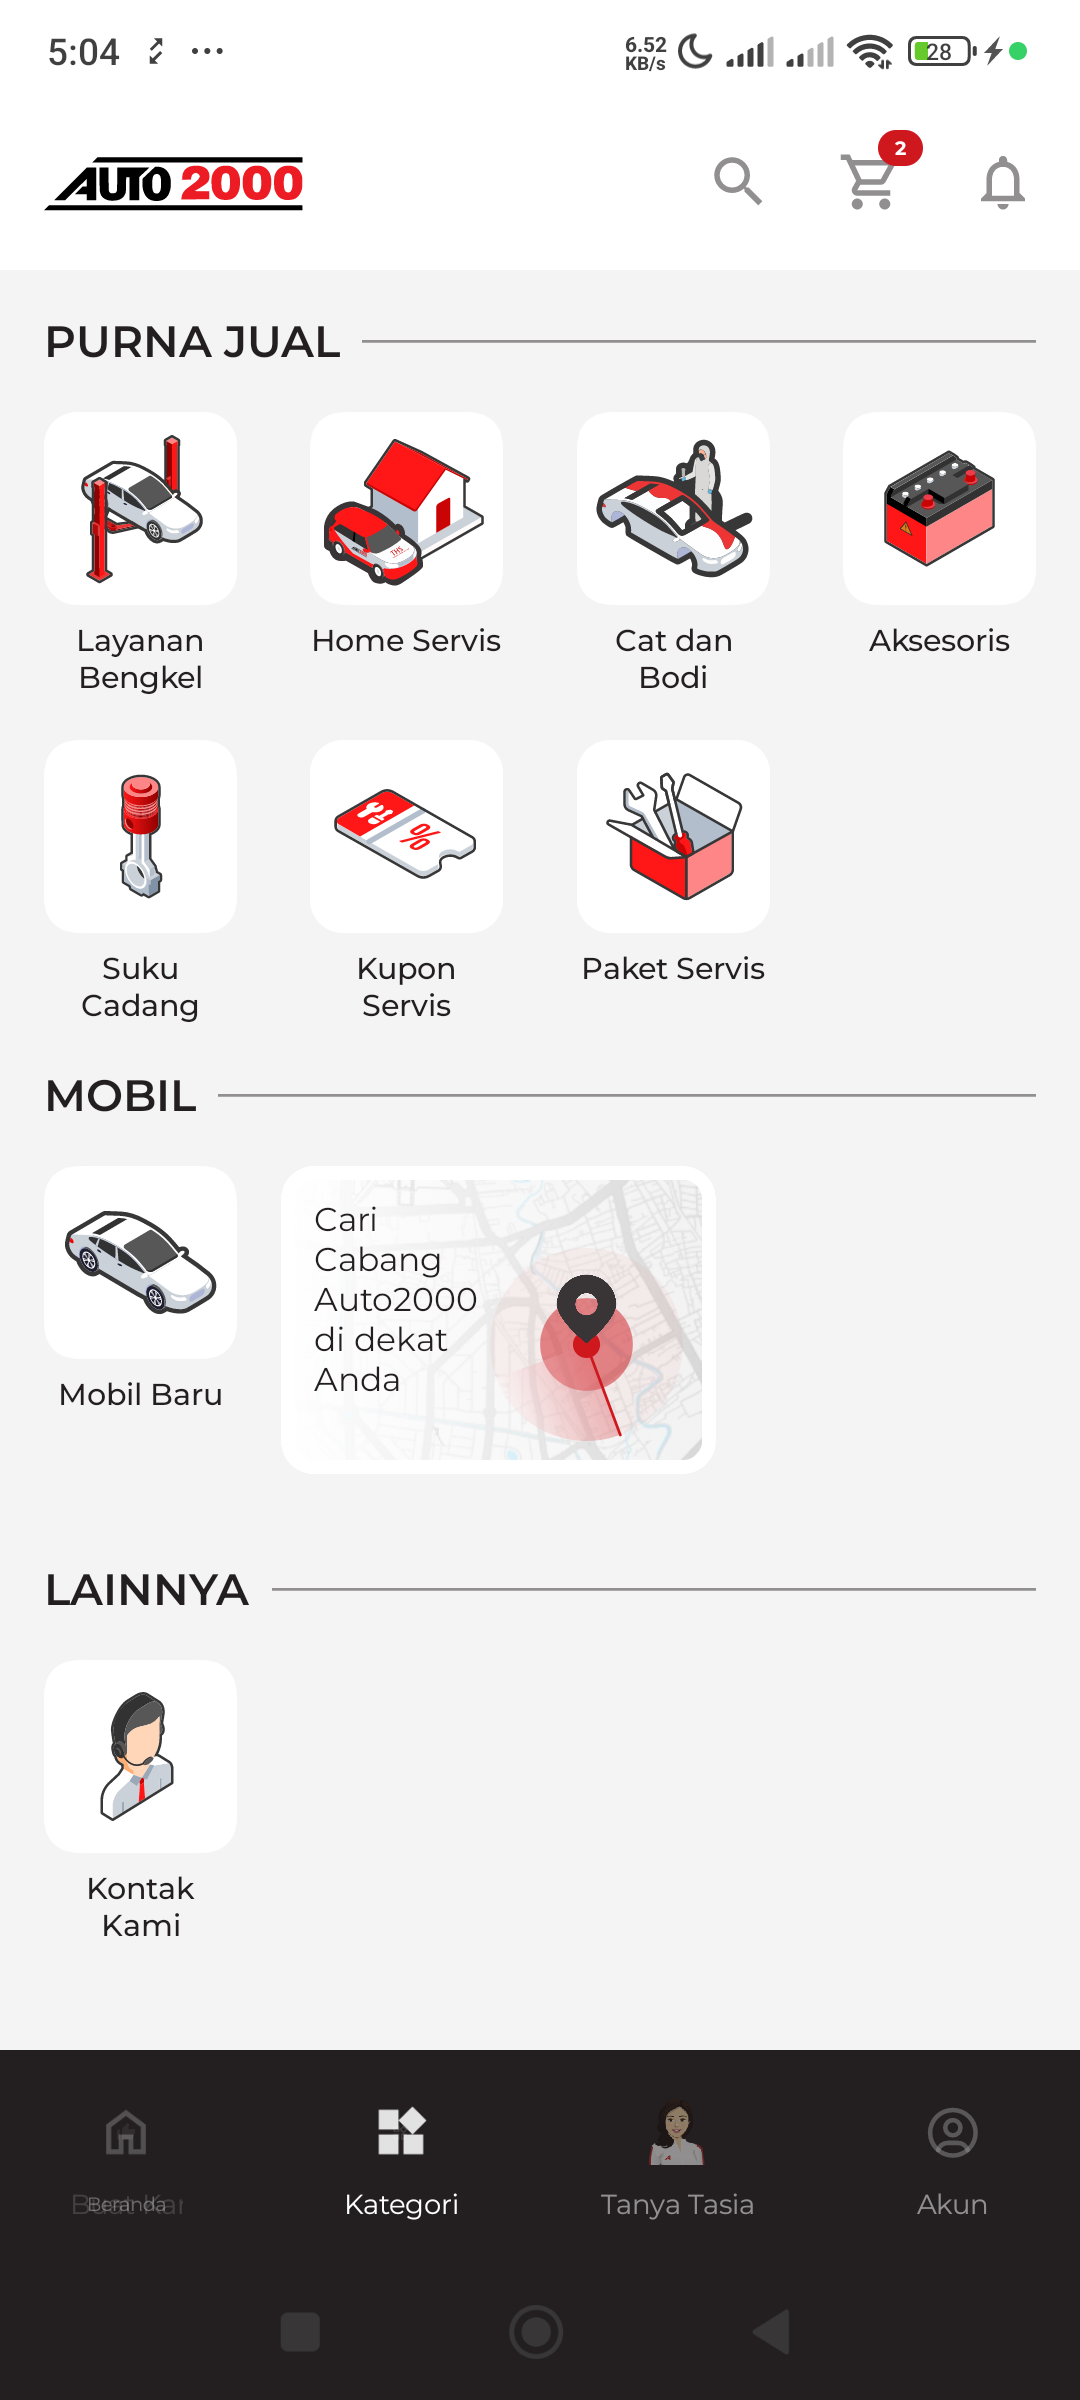 5:04
6.52
KB/s
28
AUTO 2000
2
PURNA JUAL
Layanan
Bengkel
Home Servis
Cat dan
Bodi
Aksesoris
Suku
Cadang
Kupon
Servis
%
Paket Servis
MOBIL
Mobil Baru
Cari
Cabang
Auto2000
di dekat
Anda
LAINNYA
Kontak
Kami
Beranda
Kategori
Tanya Tasia
Akun